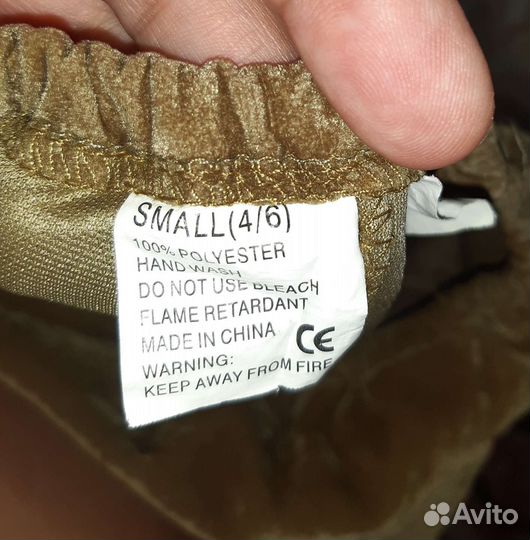 SMALL(4/6)
100% POLYESTER
HAND WASH
DO NOT USE BLEACH
FLAME RETARDANT
MADE IN CHINA
CE
WARNING:
KEEP AWAY FROM FIRE
Avito